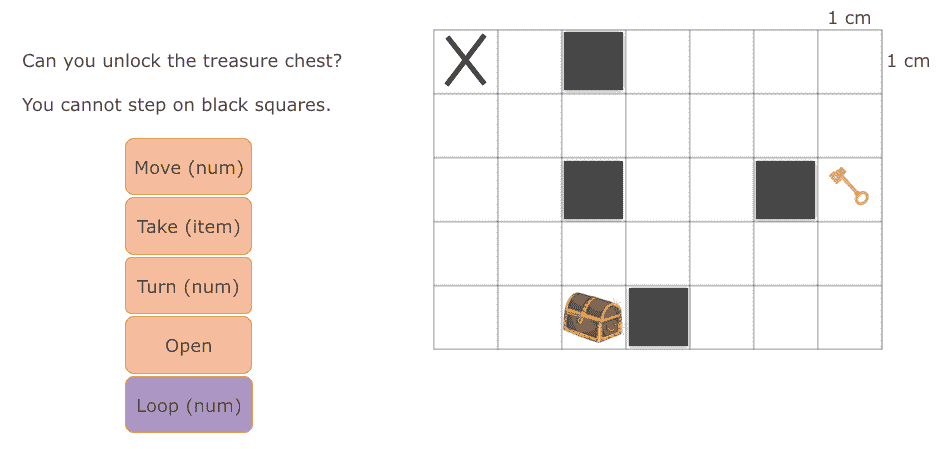 1 cm
Can you unlock the treasure chest?
1 cm
You cannot step on black squares.
Move (num)
Take (item)
Turn (num)
Open
Loop (num)